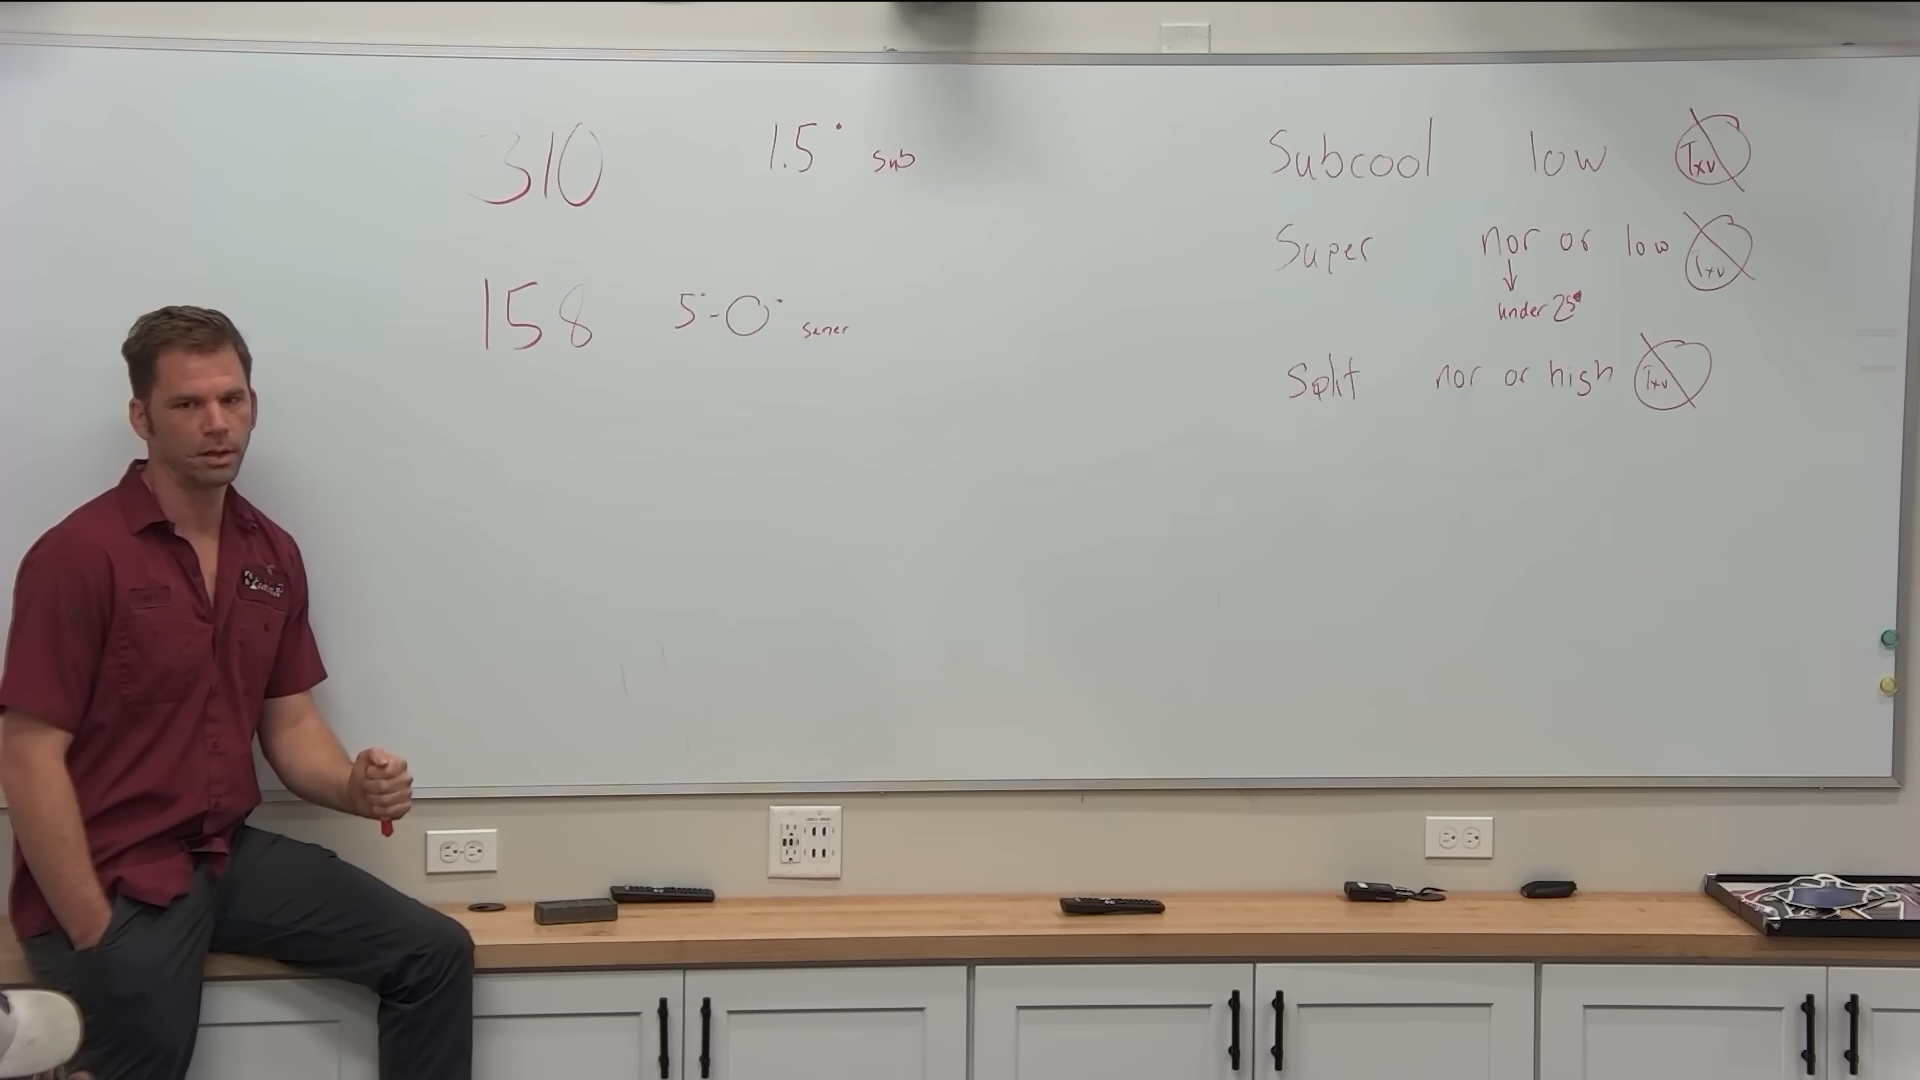 310 1.5° sub
158 5°-0° super
Subcool low Txv
Super nor or low Txv
under 25°
Split nor or high Txv